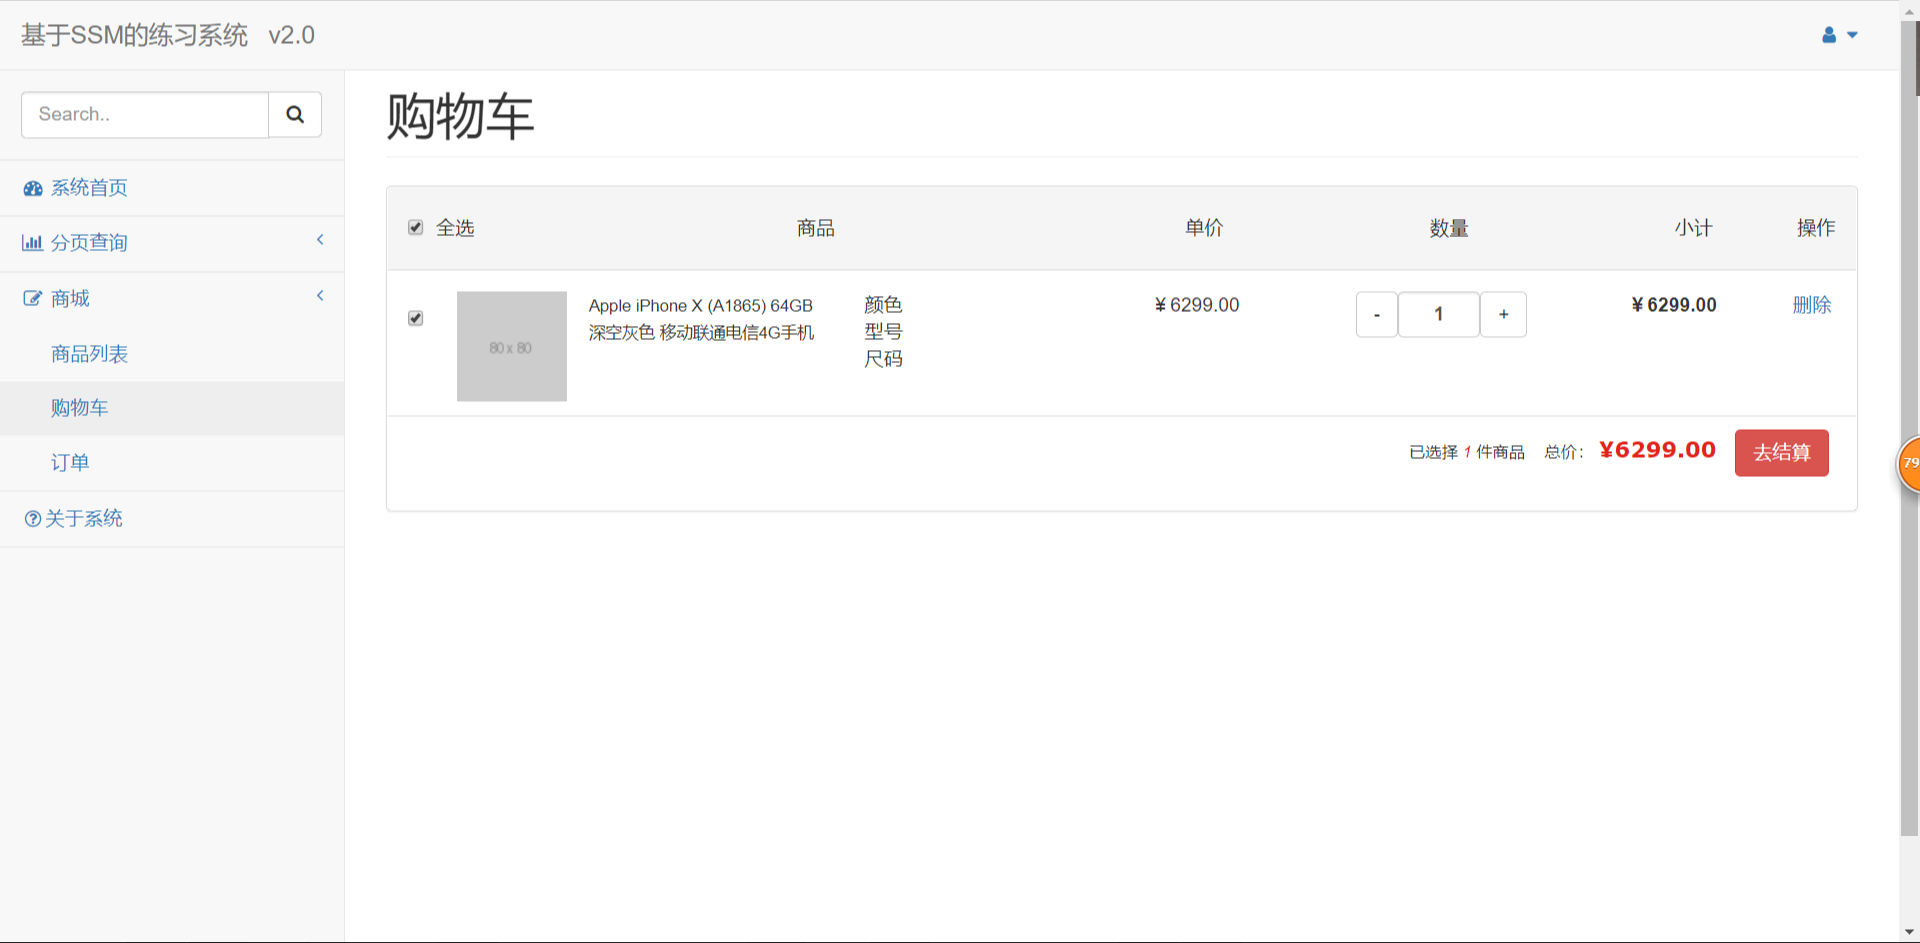 基于SSM的练习系统 v2.0
Search..
系统首页
分页查询
商城
商品列表
购物车
订单
关于系统
购物车
全选 商品 单价 数量 小计 操作
80 x 80
Apple iPhone X (A1865) 64GB
深空灰色 移动联通电信4G手机
颜色
型号
尺码
¥ 6299.00
- 1 +
¥ 6299.00
删除
已选择 1 件商品 总价： ¥6299.00 去结算
79